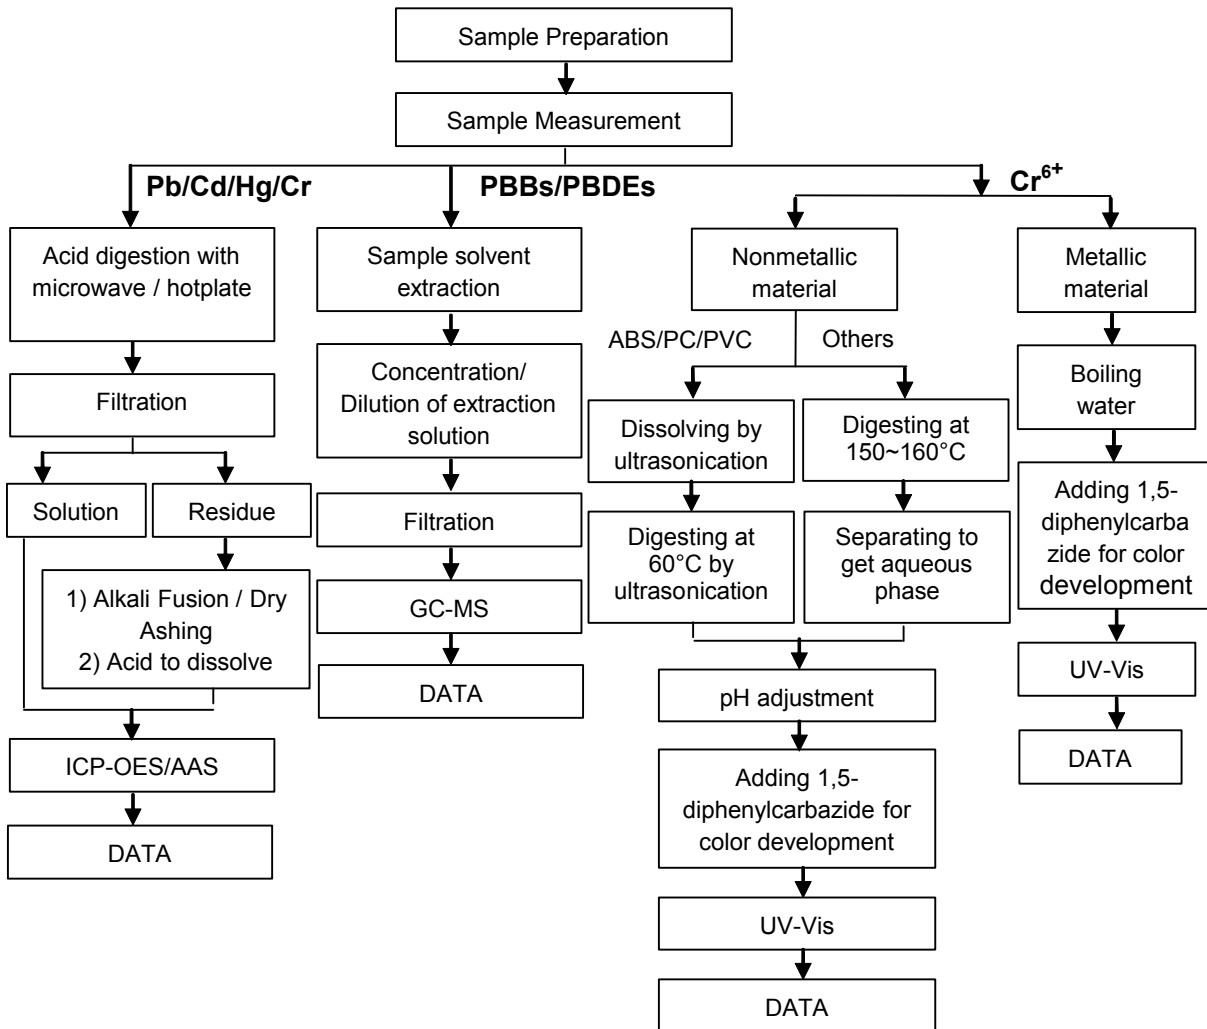 Sample Preparation
Sample Measurement
Pb/Cd/Hg/Cr
PBBs/PBDEs
Cr⁶⁺
Acid digestion with
microwave / hotplate
Filtration
Solution
Residue
1) Alkali Fusion / Dry
Ashing
2) Acid to dissolve
ICP-OES/AAS
DATA
Sample solvent
extraction
Concentration/
Dilution of extraction
solution
Filtration
GC-MS
DATA
Nonmetallic
material
ABS/PC/PVC
Others
Dissolving by
ultrasonication
Digesting at
60°C by
ultrasonication
Digesting at
150~160°C
Separating to
get aqueous
phase
pH adjustment
Adding 1,5-
diphenylcarbazide for
color development
UV-Vis
DATA
Metallic
material
Boiling
water
Adding 1,5-
diphenylcarba
zide for color
development
UV-Vis
DATA